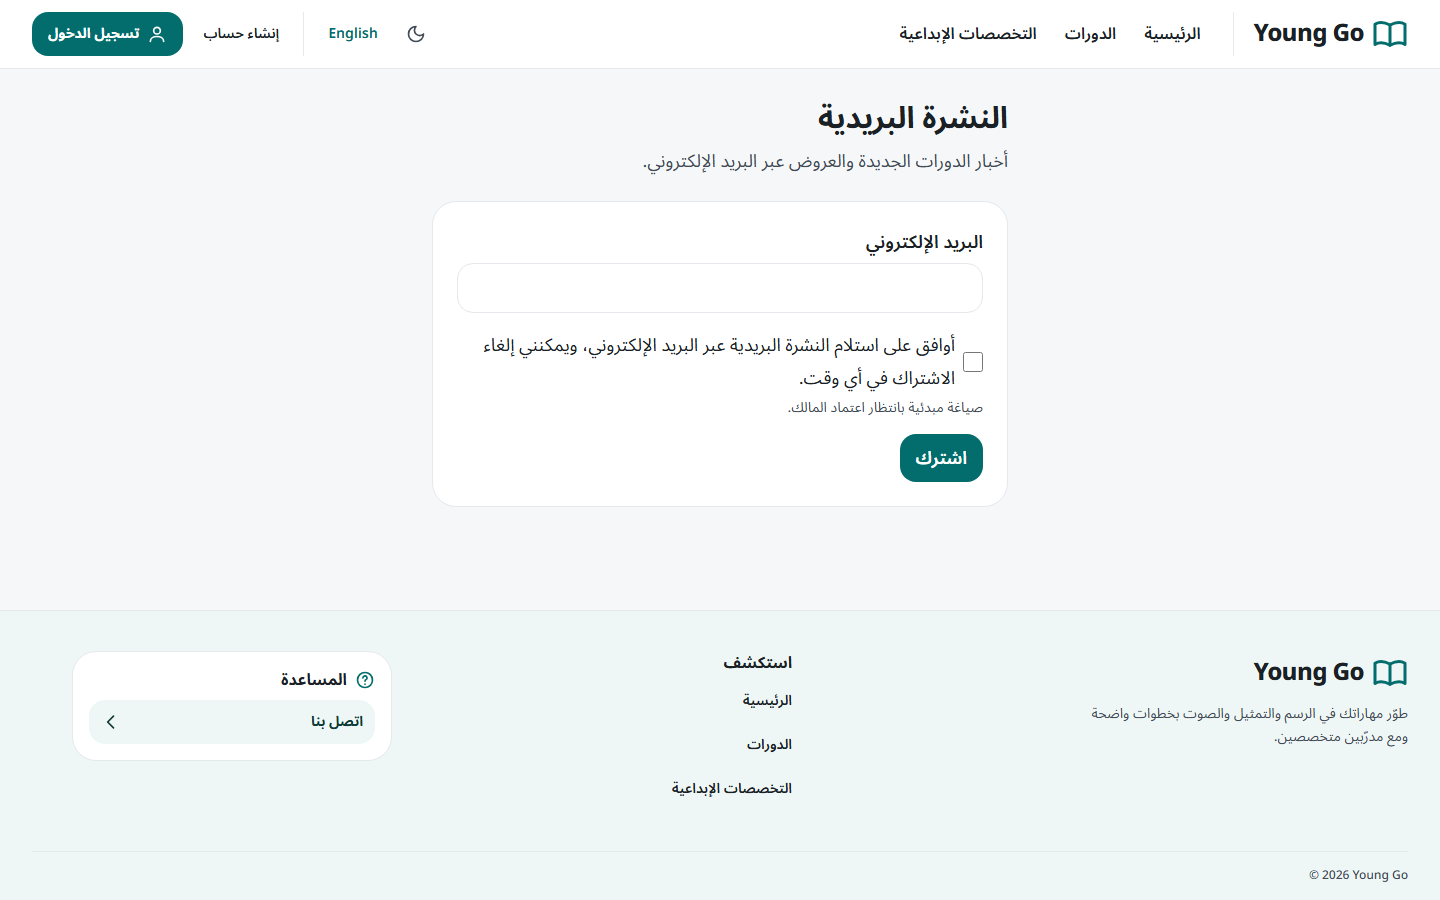 Young Go
الرئيسية
الدورات
التخصصات الإبداعية
English
إنشاء حساب
تسجيل الدخول
النشرة البريدية
أخبار الدورات الجديدة والعروض عبر البريد الإلكتروني.
البريد الإلكتروني
أوافق على استلام النشرة البريدية عبر البريد الإلكتروني، ويمكنني إلغاء
الاشتراك في أي وقت.
صياغة مبدئية بانتظار اعتماد المالك.
اشترك
Young Go
طوّر مهاراتك في الرسم والتمثيل والصوت بخطوات واضحة
ومع مدرّبين متخصصين.
استكشف
الرئيسية
الدورات
التخصصات الإبداعية
المساعدة
اتصل بنا
© 2026 Young Go